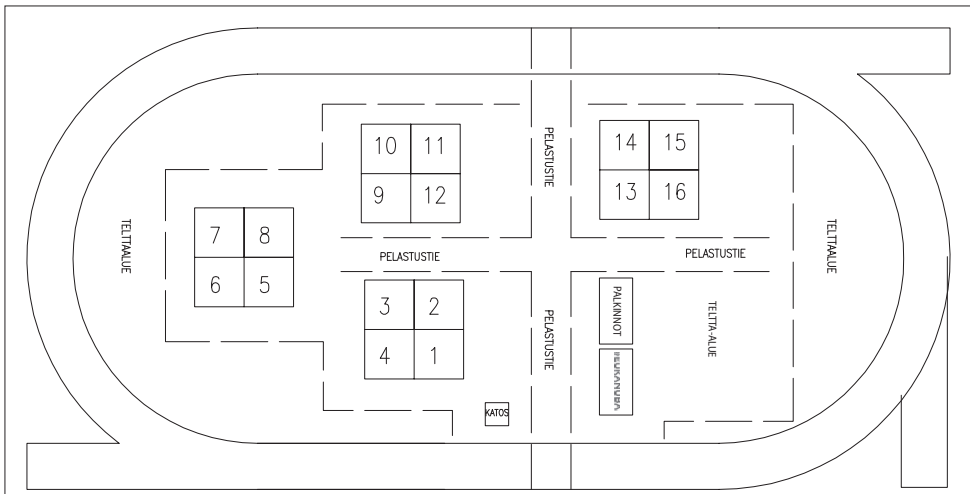 10 11
9 12
PELASTUSTIE
14 15
13 16
TELTTAALUE
7 8
6 5
PELASTUSTIE
PELASTUSTIE
TELTTAALUE
3 2
4 1
PELASTUSTIE
PALKINNOT
TELTTA-ALUE
KATOS